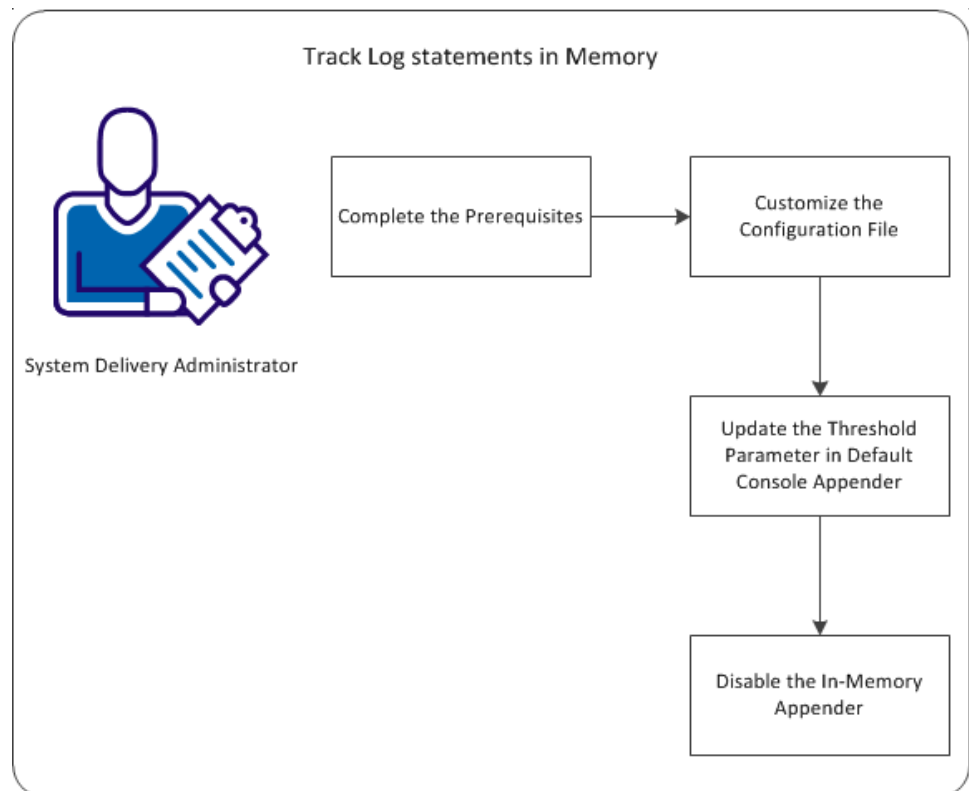 Track Log statements in Memory
System Delivery Administrator
Complete the Prerequisites
Customize the
Configuration File
Update the Threshold
Parameter in Default
Console Appender
Disable the In-Memory
Appender